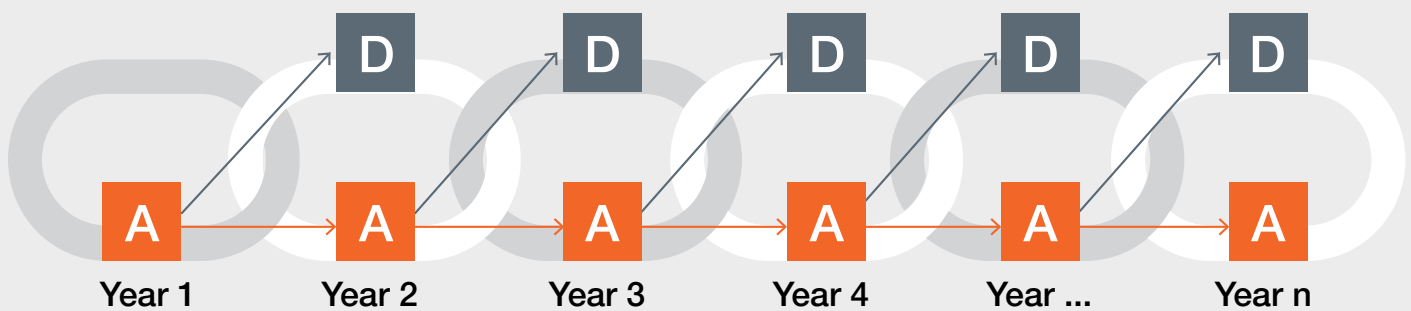 D D D D D
A A A A A A
Year 1 Year 2 Year 3 Year 4 Year ... Year n